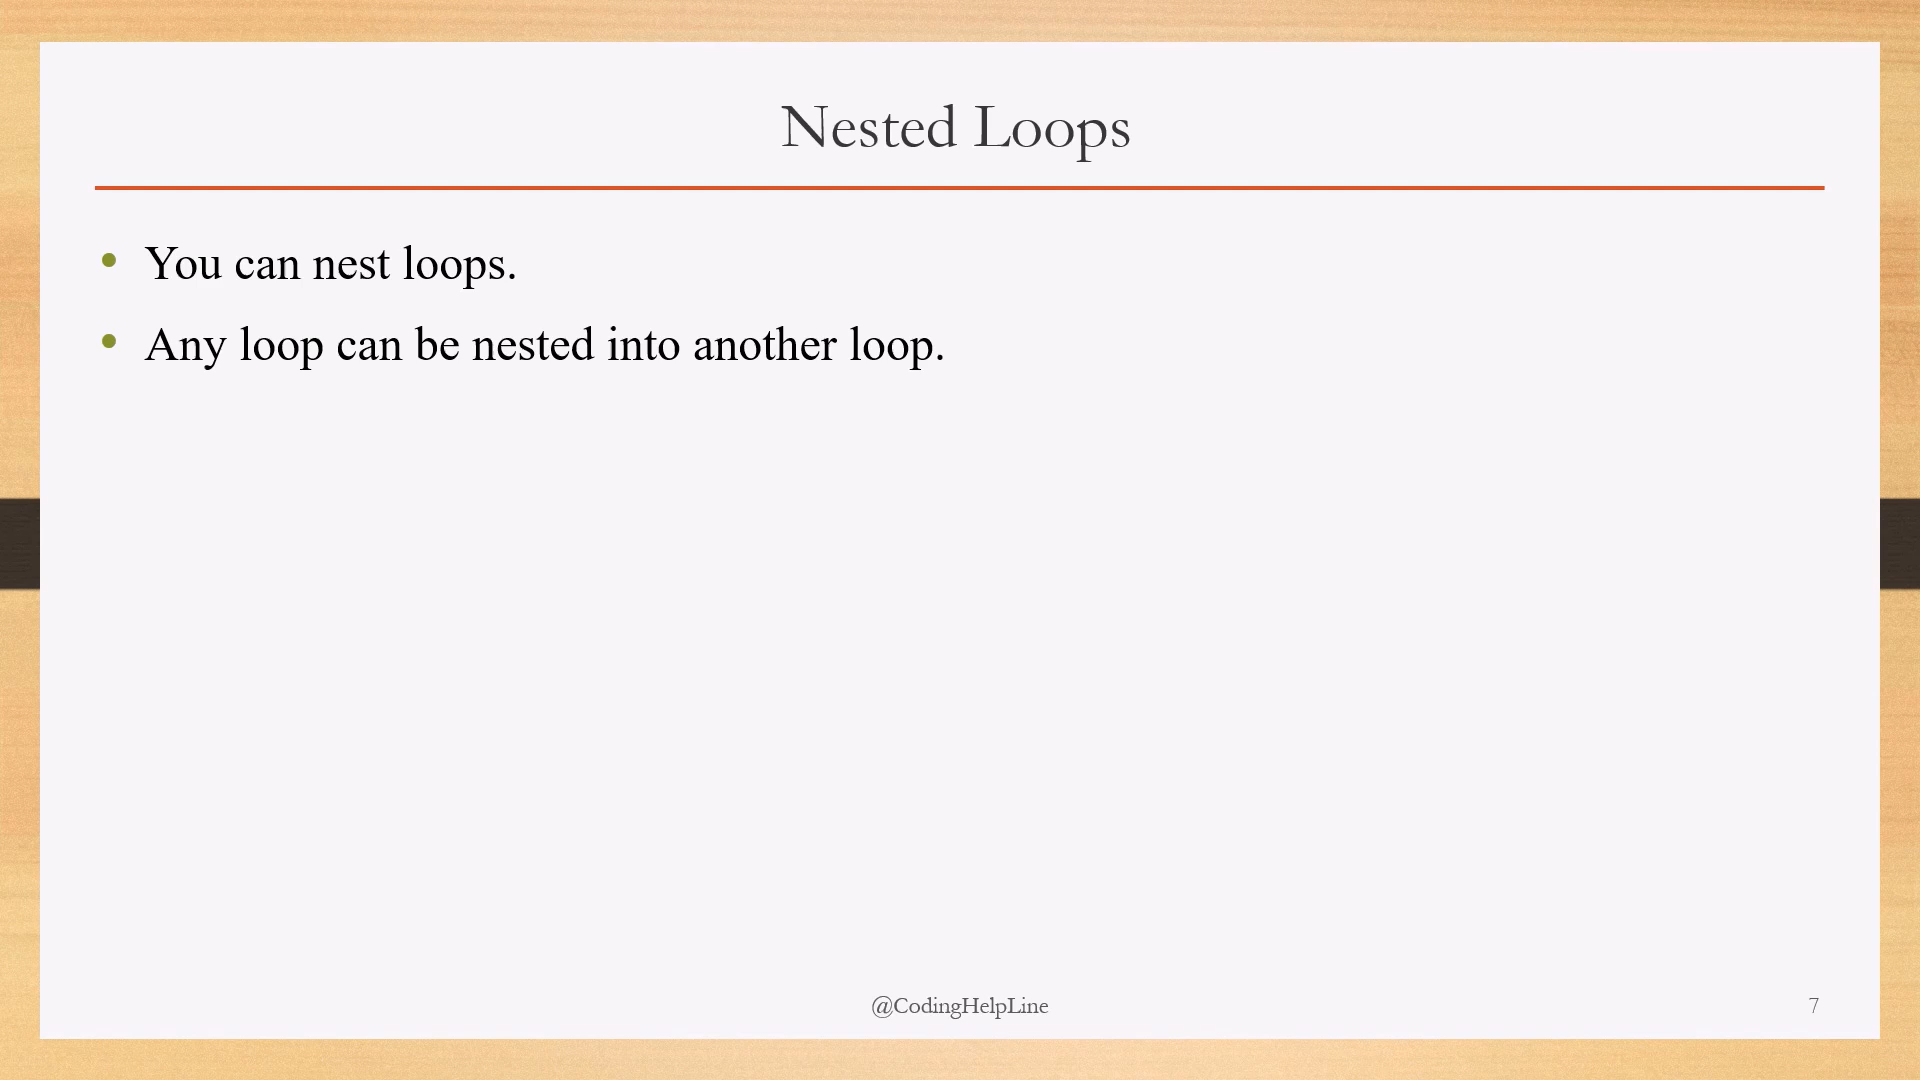 Nested Loops
• You can nest loops.
• Any loop can be nested into another loop.
@CodingHelpLine
7